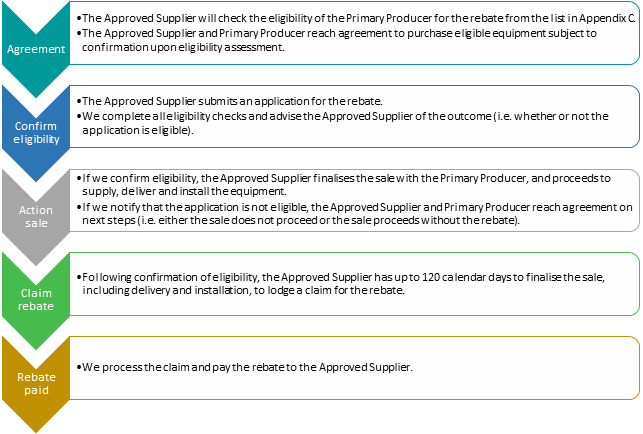 Agreement
•The Approved Supplier will check the eligibility of the Primary Producer for the rebate from the list in Appendix C.
•The Approved Supplier and Primary Producer reach agreement to purchase eligible equipment subject to
confirmation upon eligibility assessment.
Confirm
eligibility
•The Approved Supplier submits an application for the rebate.
•We complete all eligibility checks and advise the Approved Supplier of the outcome (i.e. whether or not the
application is eligible).
Action
sale
•If we confirm eligibility, the Approved Supplier finalises the sale with the Primary Producer, and proceeds to
supply, deliver and install the equipment.
•If we notify that the application is not eligible, the Approved Supplier and Primary Producer reach agreement on
next steps (i.e. either the sale does not proceed or the sale proceeds without the rebate).
Claim
rebate
•Following confirmation of eligibility, the Approved Supplier has up to 120 calendar days to finalise the sale,
including delivery and installation, to lodge a claim for the rebate.
Rebate
paid
•We process the claim and pay the rebate to the Approved Supplier.